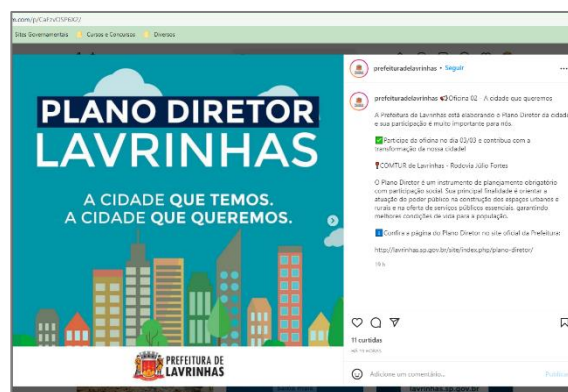 m.com/p/CaFzvO5P6X2/
Sites Governamentais Cursos e Concursos Diversos
PLANO DIRETOR
LAVRINHAS
A CIDADE QUE TEMOS.
A CIDADE QUE QUEREMOS.
PREFEITURA DE
LAVRINHAS
prefeituradelavrinhas • Seguir
prefeituradelavrinhas 📢Oficina 02 - A cidade que queremos
A Prefeitura de Lavrinhas está elaborando o Plano Diretor da cidade
e sua participação é muito importante para nós.
✅Participe da oficina no dia 03/03 e contribua com a
transformação da nossa cidade!
📍COMTUR de Lavrinhas - Rodovia Júlio Fortes
O Plano Diretor é um instrumento de planejamento obrigatório
com participação social. Sua principal finalidade é orientar a
atuação do poder público na construção dos espaços urbanos e
rurais e na oferta de serviços públicos essenciais, garantindo
melhores condições de vida para a população.
ℹ️Confira a página do Plano Diretor no site oficial da Prefeitura:
http://lavrinhas.sp.gov.br/site/index.php/plano-diretor/
11 curtidas
Adicione um comentário...
Publicar
lavrinhas.sp.gov.br